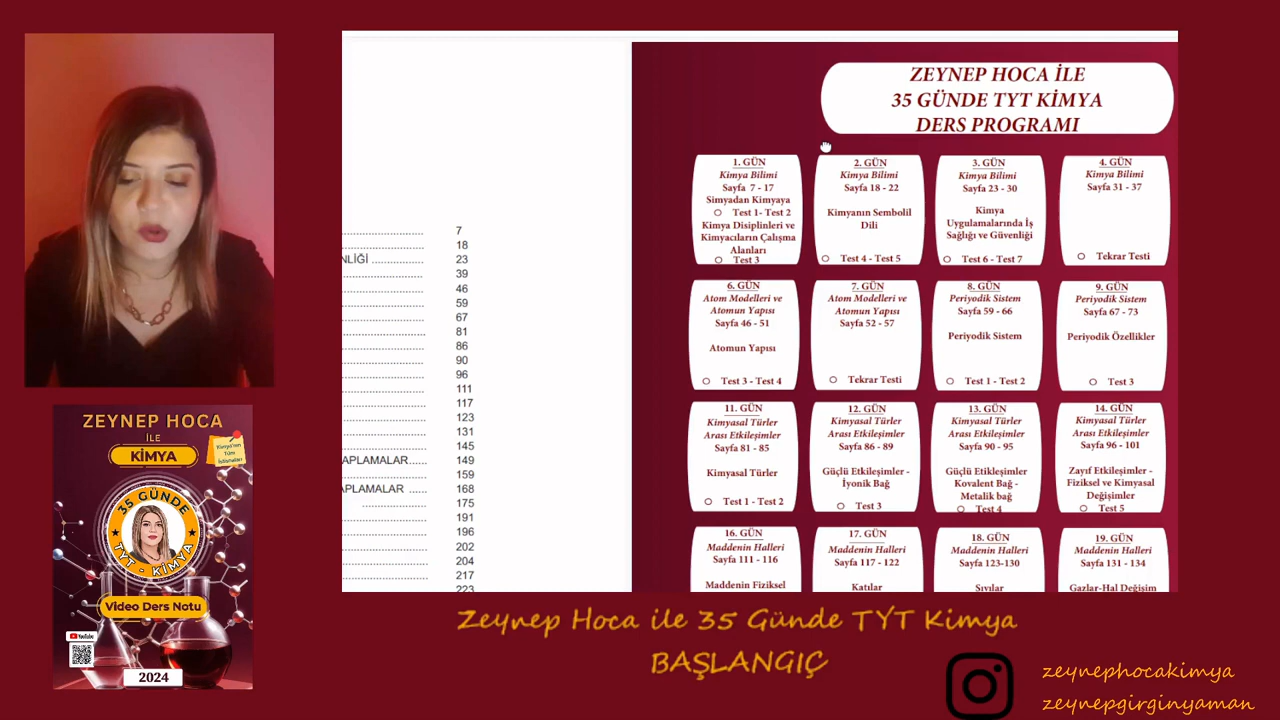 ZEYNEP HOCA İLE
35 GÜNDE TYT KİMYA
DERS PROGRAMI
1. GÜN
Kimya Bilimi
Sayfa 7 - 17
Simyadan Kimyaya
Test 1- Test 2
Kimya Disiplinleri ve
Kimyacıların Çalışma
Alanları
Test 3
2. GÜN
Kimya Bilimi
Sayfa 18 - 22
Kimyanın Sembolil
Dili
Test 4 - Test 5
3. GÜN
Kimya Bilimi
Sayfa 23 - 30
Kimya
Uygulamalarında İş
Sağlığı ve Güvenliği
Test 6 - Test 7
4. GÜN
Kimya Bilimi
Sayfa 31 - 37
Tekrar Testi
6. GÜN
Atom Modelleri ve
Atomun Yapısı
Sayfa 46 - 51
Atomun Yapısı
Test 3 - Test 4
7. GÜN
Atom Modelleri ve
Atomun Yapısı
Sayfa 52 - 57
Tekrar Testi
8. GÜN
Periyodik Sistem
Sayfa 59 - 66
Periyodik Sistem
Test 1 - Test 2
9. GÜN
Periyodik Sistem
Sayfa 67 - 73
Periyodik Özellikler
Test 3
11. GÜN
Kimyasal Türler
Arası Etkileşimler
Sayfa 81 - 85
Kimyasal Türler
Test 1 - Test 2
12. GÜN
Kimyasal Türler
Arası Etkileşimler
Sayfa 86 - 89
Güçlü Etkileşimler -
İyonik Bağ
Test 3
13. GÜN
Kimyasal Türler
Arası Etkileşimler
Sayfa 90 - 95
Güçlü Etikleşimler
Kovalent Bağ -
Metalik bağ
Test 4
14. GÜN
Kimyasal Türler
Arası Etkileşimler
Sayfa 96 - 101
Zayıf Etkileşimler -
Fiziksel ve Kimyasal
Değişimler
Test 5
16. GÜN
Maddenin Halleri
Sayfa 111 - 116
Maddenin Fiziksel
17. GÜN
Maddenin Halleri
Sayfa 117 - 122
Katılar
18. GÜN
Maddenin Halleri
Sayfa 123-130
Sıvılar
19. GÜN
Maddenin Halleri
Sayfa 131 - 134
Gazlar-Hal Değişim
7
18
NLİĞİ 23
39
46
59
67
81
86
90
96
111
117
123
131
145
APLAMALAR...... 149
159
APLAMALAR ...... 168
175
191
196
202
204
217
223
ZEYNEP HOCA
İLE
KİMYA
Kimya'nın
Tüm
35 GÜNDE
TYT - KİMYA
Video Ders Notu
YouTube
2024
Zeynep Hoca ile 35 Günde TYT Kimya
BAŞLANGIÇ
zeynephocakimya
zeynepgirginyaman